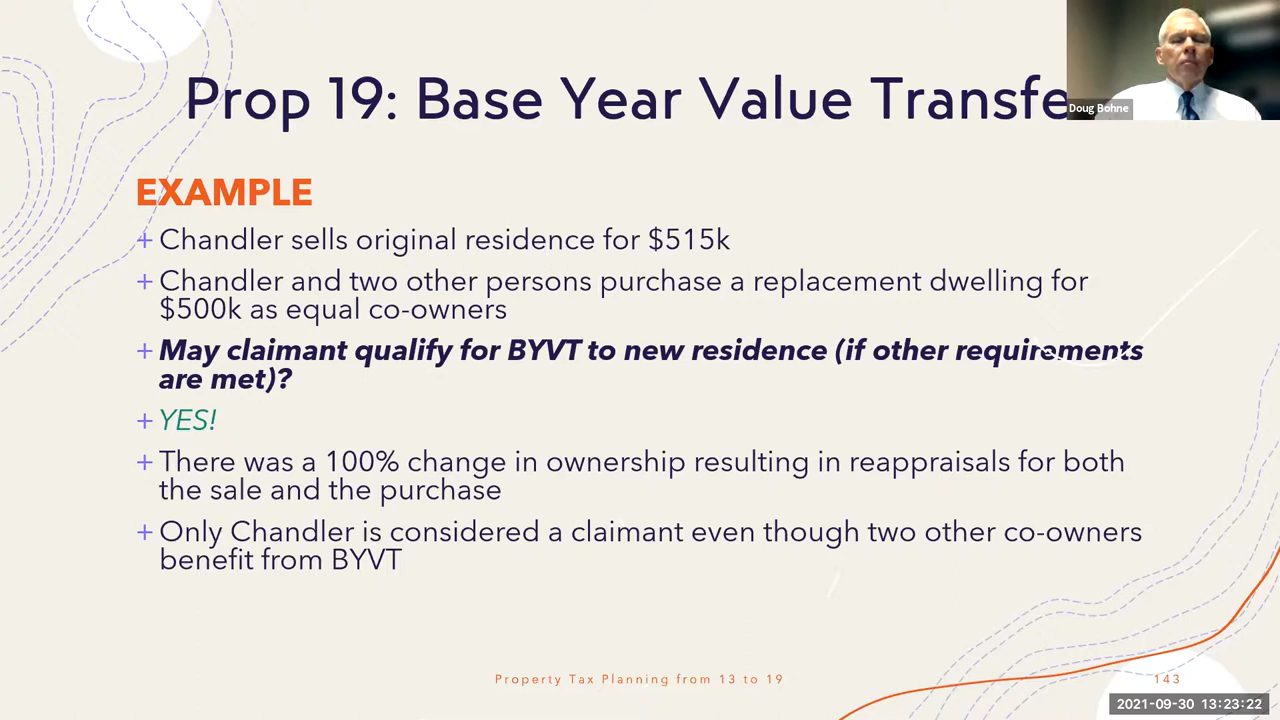 Prop 19: Base Year Value Transfe
Doug Bohne
EXAMPLE
+ Chandler sells original residence for $515k
+ Chandler and two other persons purchase a replacement dwelling for
$500k as equal co-owners
+ May claimant qualify for BYVT to new residence (if other requirements
are met)?
+ YES!
+ There was a 100% change in ownership resulting in reappraisals for both
the sale and the purchase
+ Only Chandler is considered a claimant even though two other co-owners
benefit from BYVT
Property Tax Planning from 13 to 19
143
2021-09-30 13:23:22